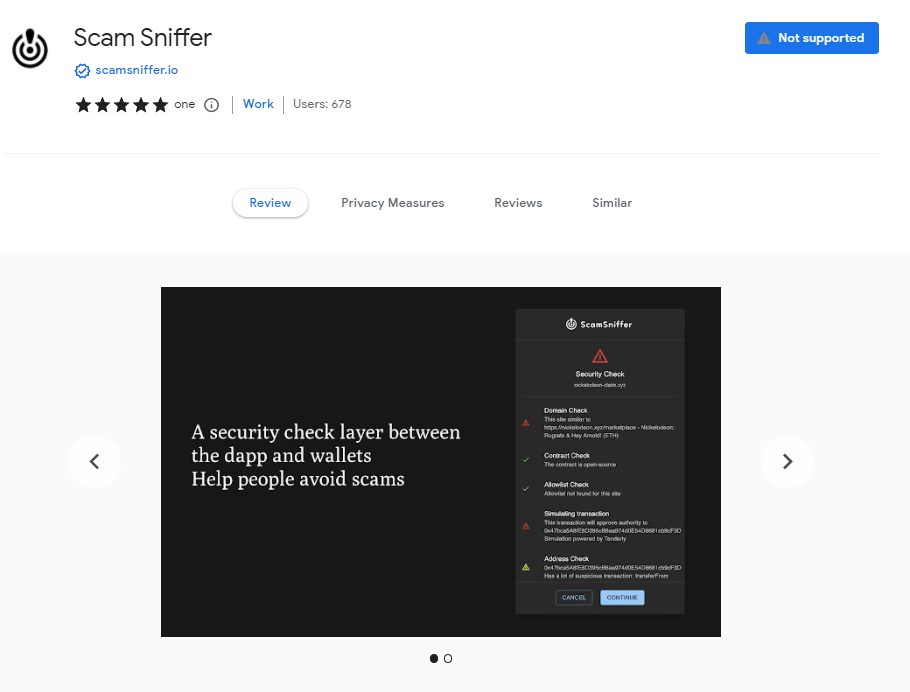 Scam Sniffer
Not supported
scamsniffer.io
one
Work
Users: 678
Review
Privacy Measures
Reviews
Similar
ScamSniffer
Security Check
nickelodeon-claim.xyz
A security check layer between
the dapp and wallets
Help people avoid scams
Domain Check
This site similar to
https://nickelodeon.xyz/marketplace - Nickelodeon:
Rugrats & Hey Arnold! (ETH)
Contract Check
The contract is open-source
Allowlist Check
Allowlist not found for this site
Simulating transaction
This transaction will approve authority to
Simulation powered by Tenderly
Address Check
Has a lot of suspicious transaction: transferFrom
CANCEL
CONTINUE